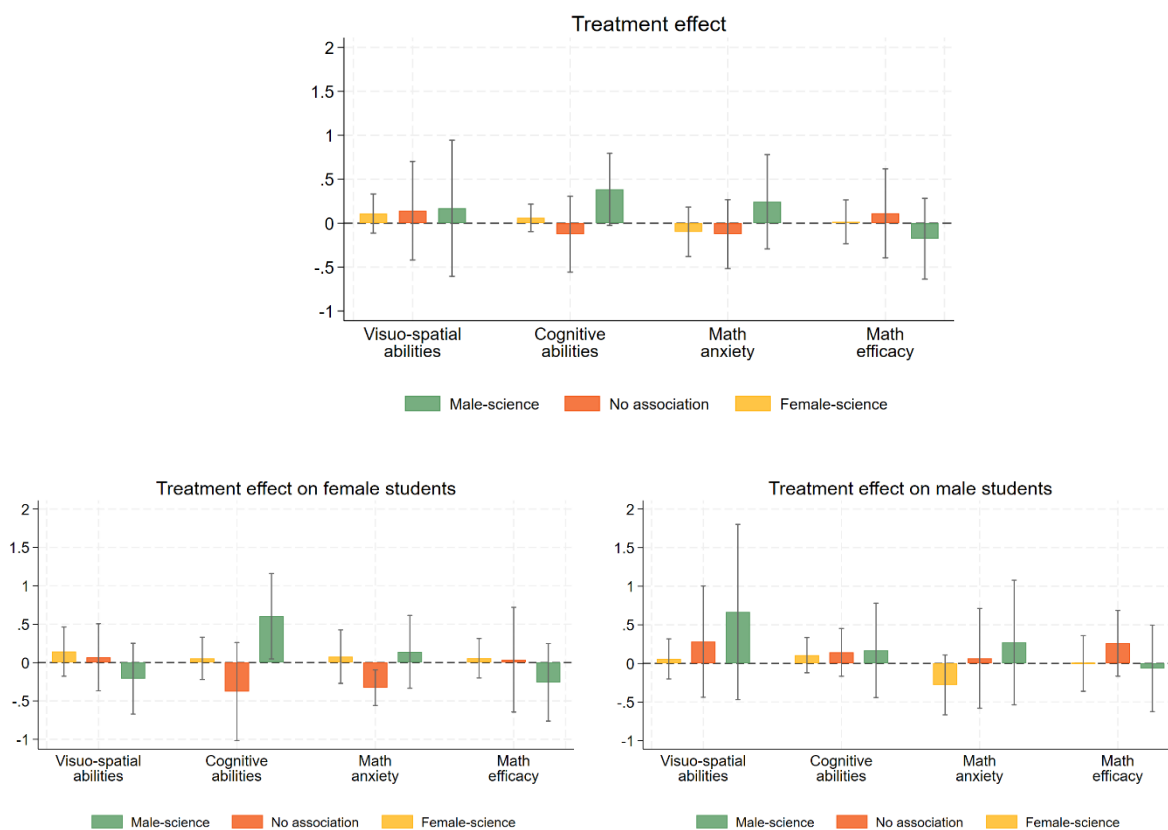 Treatment effect
2
1.5
1
.5
0
-.5
-1
Visuo-spatial
abilities
Cognitive
abilities
Math
anxiety
Math
efficacy
Male-science
No association
Female-science
Treatment effect on female students
2
1.5
1
.5
0
-.5
-1
Visuo-spatial
abilities
Cognitive
abilities
Math
anxiety
Math
efficacy
Male-science
No association
Female-science
Treatment effect on male students
2
1.5
1
.5
0
-.5
-1
Visuo-spatial
abilities
Cognitive
abilities
Math
anxiety
Math
efficacy
Male-science
No association
Female-science